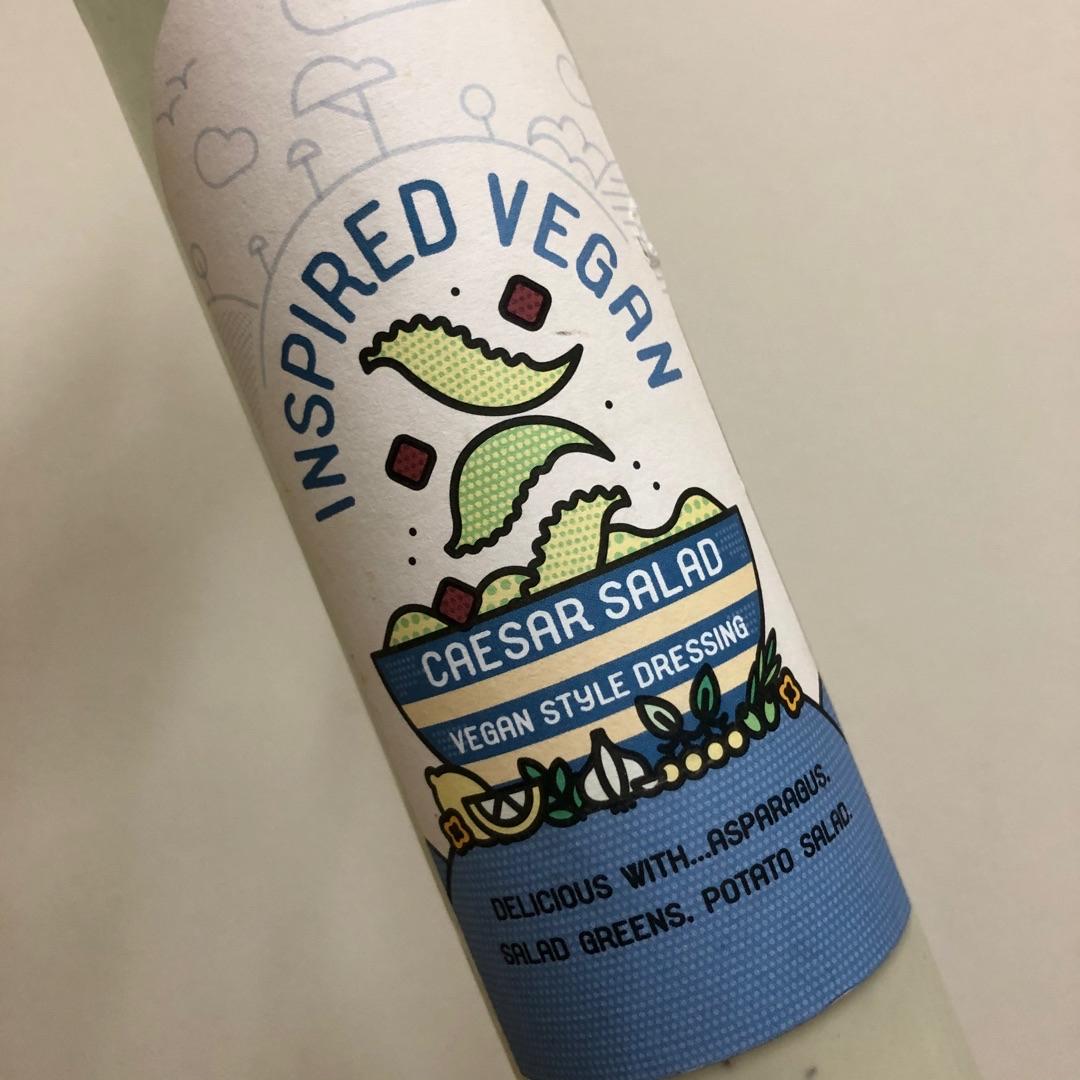 INSPIRED VEGAN
CAESAR SALAD
VEGAN STYLE DRESSING
DELICIOUS WITH...ASPARAGUS,
SALAD GREENS, POTATO SALAD.